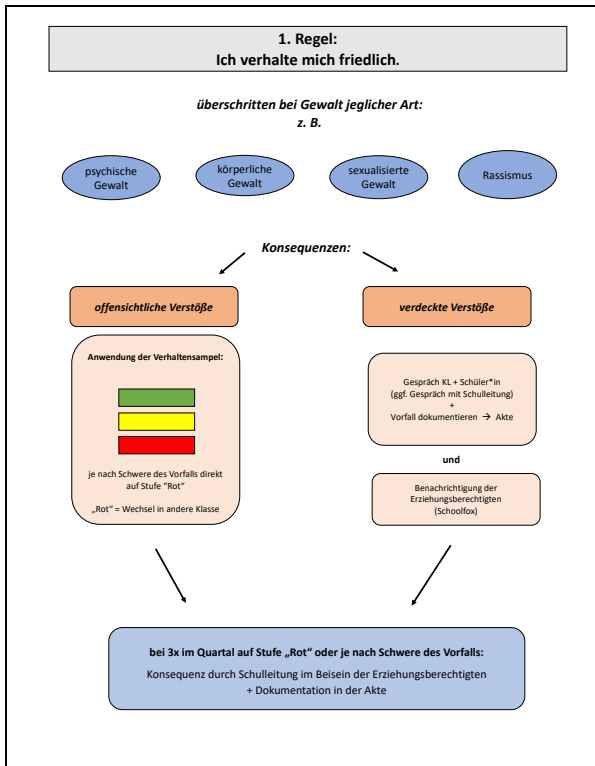 1. Regel:
Ich verhalte mich friedlich.
überschritten bei Gewalt jeglicher Art:
z. B.
psychische
Gewalt
körperliche
Gewalt
sexualisierte
Gewalt
Rassismus
Konsequenzen:
offensichtliche Verstöße
verdeckte Verstöße
Anwendung der Verhaltensampel:
je nach Schwere des Vorfalls direkt
auf Stufe "Rot"
„Rot" = Wechsel in andere Klasse
Gespräch KL + Schüler*in
(ggf. Gespräch mit Schulleitung)
+
Vorfall dokumentieren → Akte
und
Benachrichtigung der
Erziehungsberechtigten
(Schoolfox)
bei 3x im Quartal auf Stufe „Rot" oder je nach Schwere des Vorfalls:
Konsequenz durch Schulleitung im Beisein der Erziehungsberechtigten
+ Dokumentation in der Akte